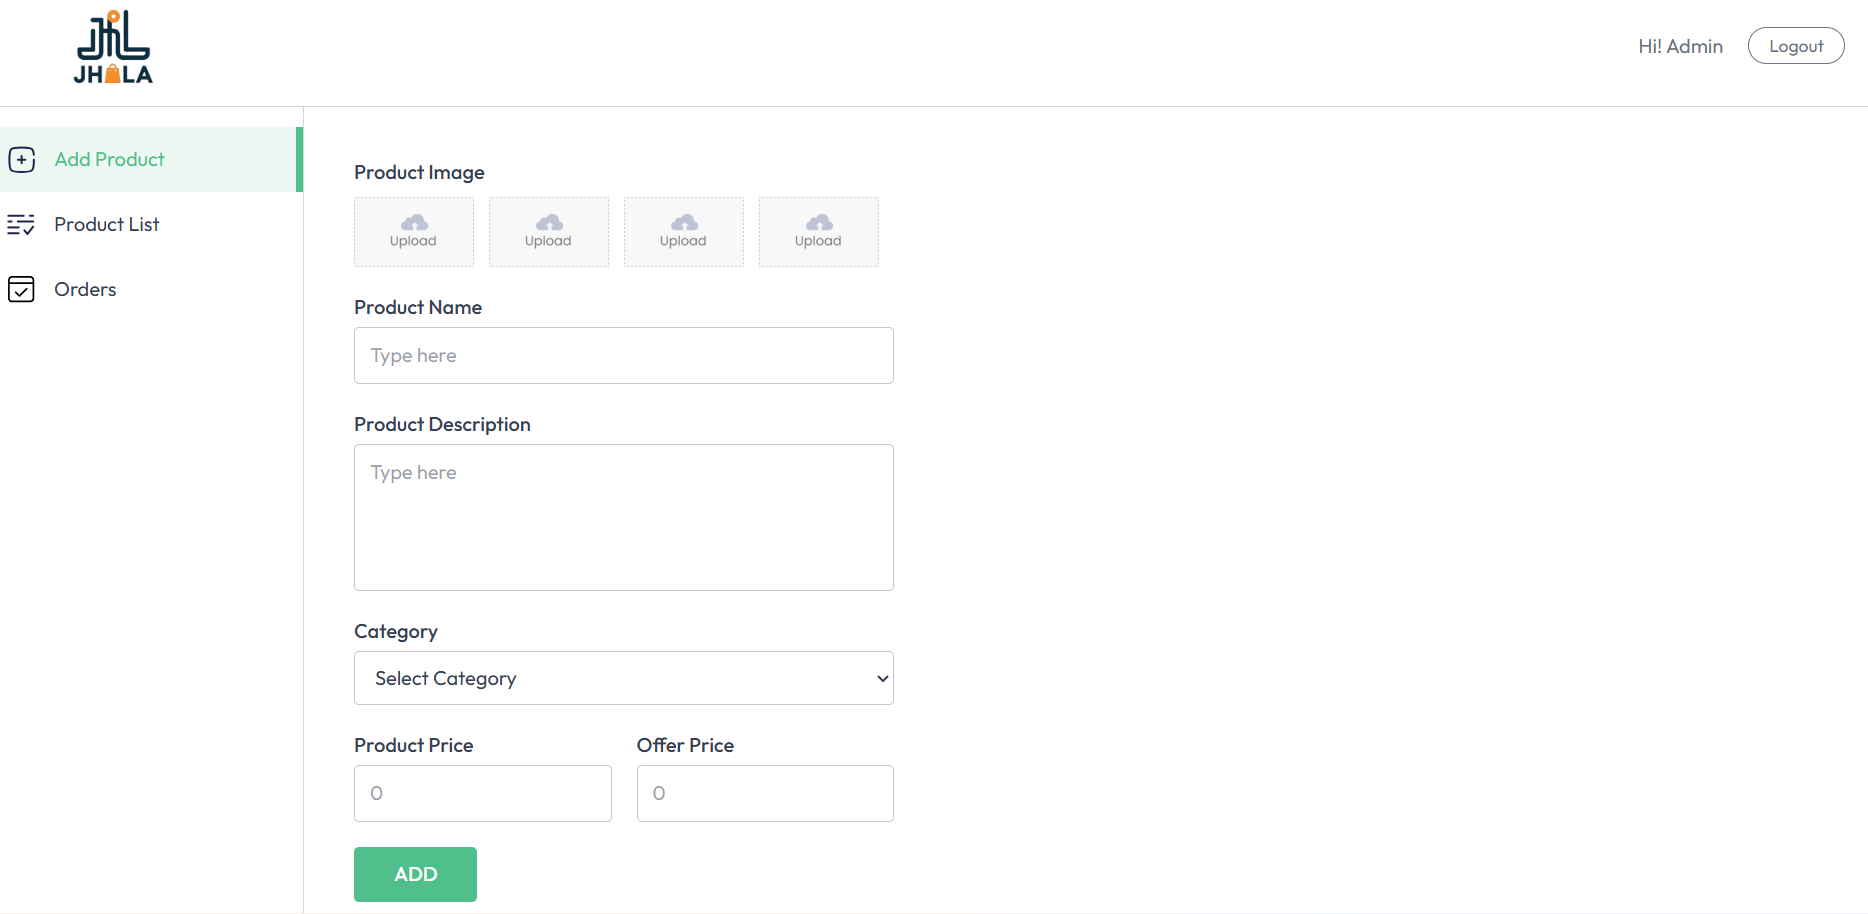 JHALA
Hi! Admin
Logout
Add Product
Product List
Orders
Product Image
Upload
Upload
Upload
Upload
Product Name
Type here
Product Description
Type here
Category
Select Category
Product Price
Offer Price
0
0
ADD